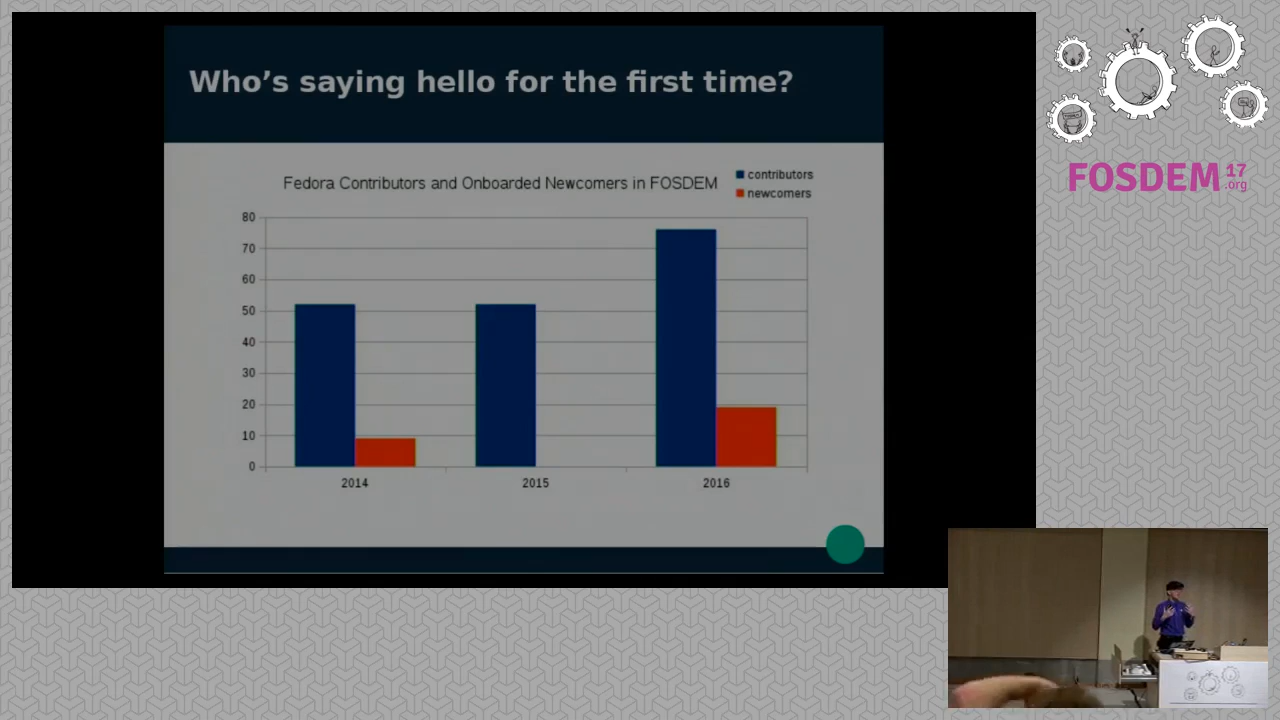 Who's saying hello for the first time?
Fedora Contributors and Onboarded Newcomers in FOSDEM
contributors
newcomers
80
70
60
50
40
30
20
10
0
2014
2015
2016
FOSDEM 17
.org